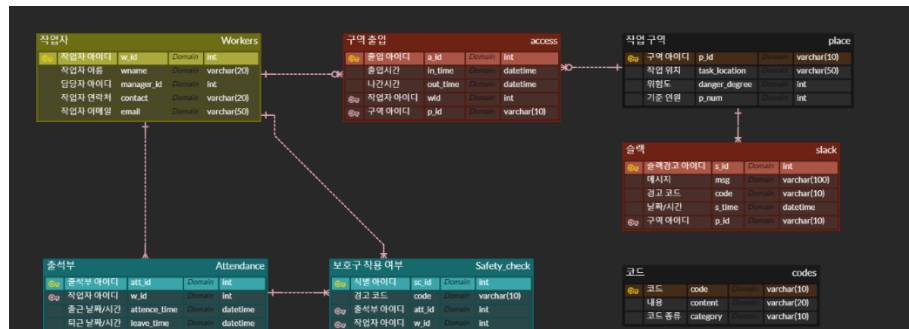 작업자 Workers
작업자 아이디 w_id Domain int
작업자 이름 wname Domain varchar(20)
담당자 아이디 manager_id Domain int
작업자 연락처 contact Domain varchar(20)
작업자 이메일 email Domain varchar(50)
구역 출입 access
출입 아이디 a_id Domain int
출입시간 in_time Domain datetime
나간시간 out_time Domain datetime
작업자 아이디 wid Domain int
구역 아이디 p_id Domain varchar(10)
작업 구역 place
구역 아이디 p_id Domain varchar(10)
작업 위치 task_location Domain varchar(50)
위험도 danger_degree Domain int
기준 인원 p_num Domain int
슬랙 slack
슬랙경고 아이디 s_id Domain int
메시지 msg Domain varchar(100)
경고 코드 code Domain varchar(10)
날짜/시간 s_time Domain datetime
구역 아이디 p_id Domain varchar(10)
출석부 Attendance
출석부 아이디 att_id Domain int
작업자 아이디 w_id Domain int
출근 날짜/시간 attence_time Domain datetime
퇴근 날짜/시간 leave_time Domain datetime
보호구 착용 여부 Safety_check
식별 아이디 sc_id Domain int
경고 코드 code Domain varchar(10)
출석부 아이디 att_id Domain int
작업자 아이디 w_id Domain int
코드 codes
코드 code Domain varchar(10)
내용 content Domain varchar(20)
코드 종류 category Domain varchar(10)